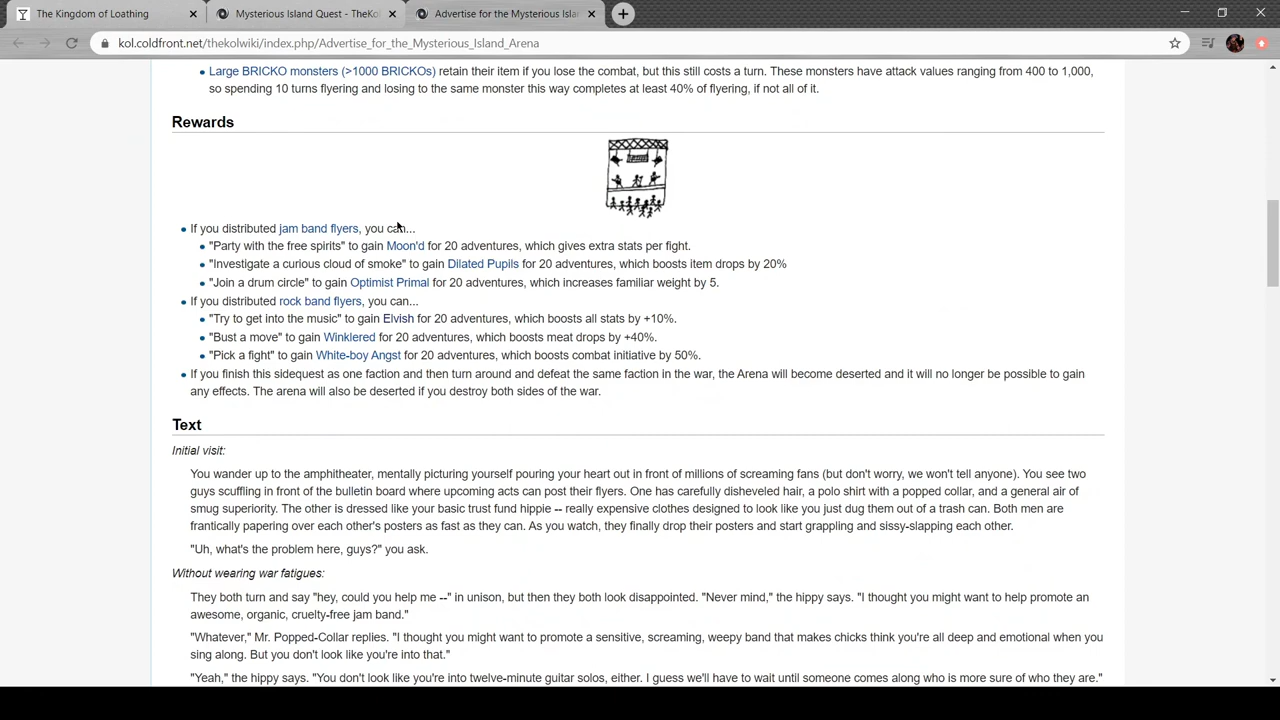 The Kingdom of Loathing
Mysterious Island Quest - TheKol
Advertise for the Mysterious Isla
kol.coldfront.net/thekolwiki/index.php/Advertise_for_the_Mysterious_Island_Arena
Large BRICKO monsters (>1000 BRICKOs) retain their item if you lose the combat, but this still costs a turn. These monsters have attack values ranging from 400 to 1,000,
so spending 10 turns flyering and losing to the same monster this way completes at least 40% of flyering, if not all of it.
Rewards
If you distributed jam band flyers, you can...
"Party with the free spirits" to gain Moon'd for 20 adventures, which gives extra stats per fight.
"Investigate a curious cloud of smoke" to gain Dilated Pupils for 20 adventures, which boosts item drops by 20%
"Join a drum circle" to gain Optimist Primal for 20 adventures, which increases familiar weight by 5.
If you distributed rock band flyers, you can...
"Try to get into the music" to gain Elvish for 20 adventures, which boosts all stats by +10%.
"Bust a move" to gain Winklered for 20 adventures, which boosts meat drops by +40%.
"Pick a fight" to gain White-boy Angst for 20 adventures, which boosts combat initiative by 50%.
If you finish this sidequest as one faction and then turn around and defeat the same faction in the war, the Arena will become deserted and it will no longer be possible to gain
any effects. The arena will also be deserted if you destroy both sides of the war.
Text
Initial visit:
You wander up to the amphitheater, mentally picturing yourself pouring your heart out in front of millions of screaming fans (but don't worry, we won't tell anyone). You see two
guys scuffling in front of the bulletin board where upcoming acts can post their flyers. One has carefully disheveled hair, a polo shirt with a popped collar, and a general air of
smug superiority. The other is dressed like your basic trust fund hippie -- really expensive clothes designed to look like you just dug them out of a trash can. Both men are
frantically papering over each other's posters as fast as they can. As you watch, they finally drop their posters and start grappling and sissy-slapping each other.
"Uh, what's the problem here, guys?" you ask.
Without wearing war fatigues:
They both turn and say "hey, could you help me --" in unison, but then they both look disappointed. "Never mind," the hippy says. "I thought you might want to help promote an
awesome, organic, cruelty-free jam band."
"Whatever," Mr. Popped-Collar replies. "I thought you might want to promote a sensitive, screaming, weepy band that makes chicks think you're all deep and emotional when you
sing along. But you don't look like you're into that."
"Yeah," the hippy says. "You don't look like you're into twelve-minute guitar solos, either. I guess we'll have to wait until someone comes along who is more sure of who they are."